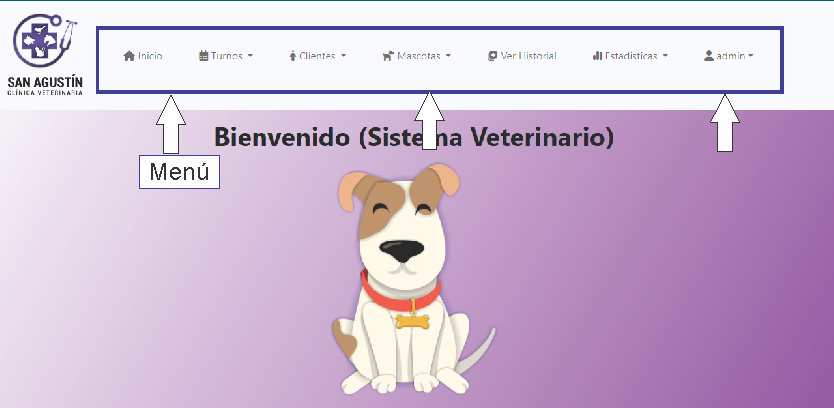 SAN AGUSTÍN
CLÍNICA VETERINARIA
Inicio Turnos Clientes Mascotas Ver Historial Estadísticas admin
Bienvenido (Sistema Veterinario)
Menú